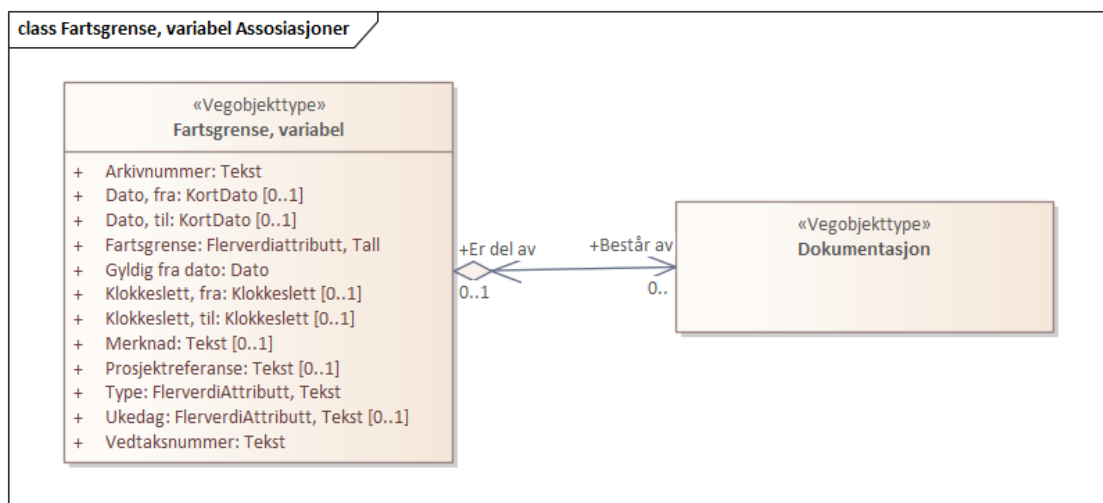 class Fartsgrense, variabel Assosiasjoner
«Vegobjekttype»
Fartsgrense, variabel
+ Arkivnummer: Tekst
+ Dato, fra: KortDato [0..1]
+ Dato, til: KortDato [0..1]
+ Fartsgrense: Flerverdiattributt, Tall
+ Gyldig fra dato: Dato
+ Klokkeslett, fra: Klokkeslett [0..1]
+ Klokkeslett, til: Klokkeslett [0..1]
+ Merknad: Tekst [0..1]
+ Prosjektreferanse: Tekst [0..1]
+ Type: FlerverdiAttributt, Tekst
+ Ukedag: FlerverdiAttributt, Tekst [0..1]
+ Vedtaksnummer: Tekst
+Er del av
0..1
+Består av
0..
«Vegobjekttype»
Dokumentasjon